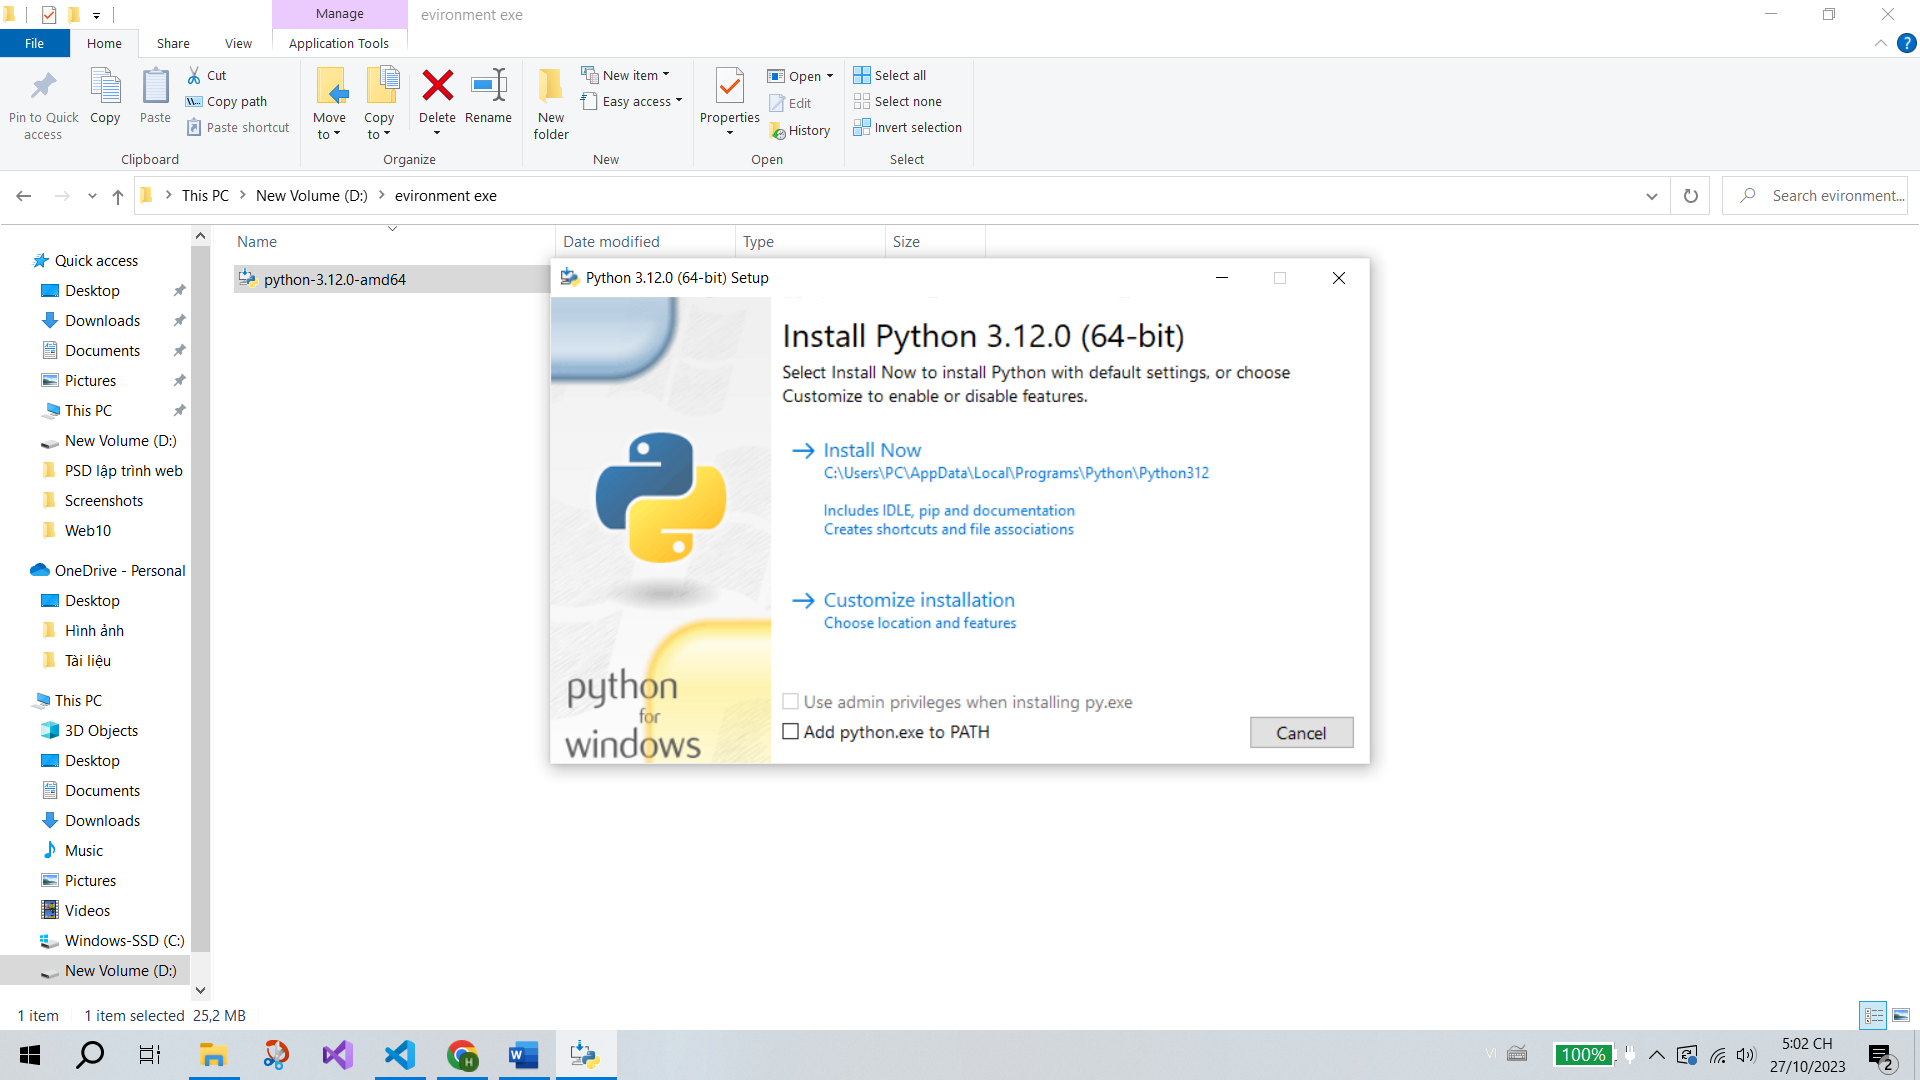 Manage
evironment exe
File
Home
Share
View
Application Tools
Pin to Quick access
Copy
Paste
Cut
Copy path
Paste shortcut
Clipboard
Move to
Copy to
Delete
Rename
Organize
New folder
New item
Easy access
New
Properties
Open
Edit
History
Open
Select all
Select none
Invert selection
Select
This PC
New Volume (D:)
evironment exe
Search evironment...
Name
Date modified
Type
Size
python-3.12.0-amd64
Quick access
Desktop
Downloads
Documents
Pictures
This PC
New Volume (D:)
PSD lập trình web
Screenshots
Web10
OneDrive - Personal
Desktop
Hình ảnh
Tài liệu
This PC
3D Objects
Desktop
Documents
Downloads
Music
Pictures
Videos
Windows-SSD (C:)
New Volume (D:)
Python 3.12.0 (64-bit) Setup
Install Python 3.12.0 (64-bit)
Select Install Now to install Python with default settings, or choose
Customize to enable or disable features.
Install Now
C:\Users\PC\AppData\Local\Programs\Python\Python312
Includes IDLE, pip and documentation
Creates shortcuts and file associations
Customize installation
Choose location and features
Use admin privileges when installing py.exe
Add python.exe to PATH
Cancel
python
for
windows
1 item
1 item selected 25,2 MB
VI
100%
5:02 CH
27/10/2023
2